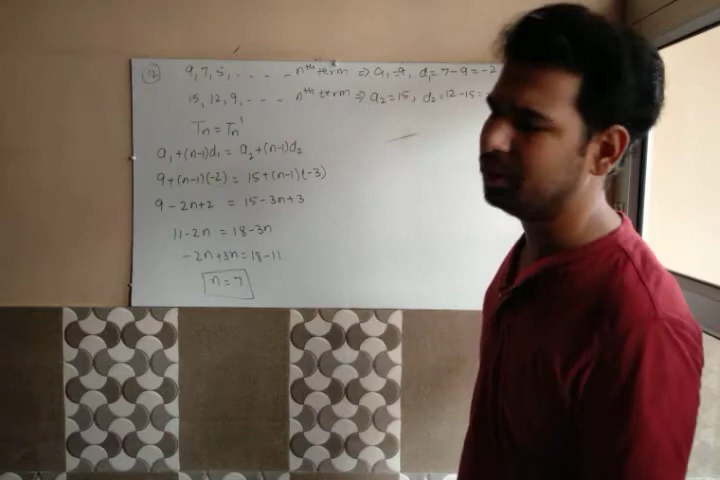 12 9, 7, 5, . . . . nth term ⇒ a₁=9, d₁=7-9=-2
15, 12, 9, - - - . nth term ⇒ a₂=15, d₂=12-15=
Tn = Tn'
a₁+(n-1)d₁ = a₂+(n-1)d₂
9+(n-1)(-2) = 15+(n-1)(-3)
9-2n+2 = 15-3n+3
11-2n = 18-3n
-2n+3n = 18-11
n=7